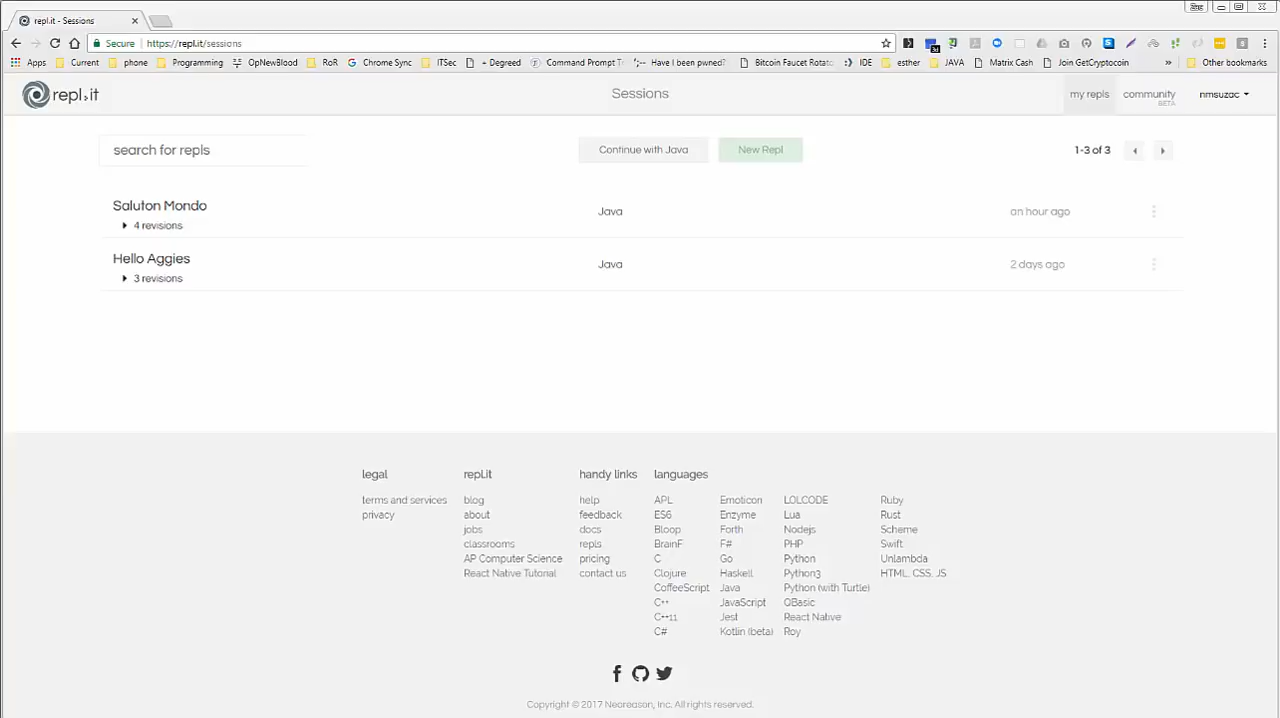 repl.it - Sessions
Secure https://repl.it/sessions
Apps Current phone Programming OpNewBlood RoR Chrome Sync ITSec + Degreed Command Prompt T Have I been pwned? Bitcoin Faucet Rotato IDE esther JAVA Matrix Cash Join GetCryptocoin » Other bookmarks
repl.it Sessions my repls community BETA nmsuzac
search for repls Continue with Java New Repl 1-3 of 3
Saluton Mondo Java an hour ago
4 revisions
Hello Aggies Java 2 days ago
3 revisions
legal
terms and services
privacy
repl.it
blog
about
jobs
classrooms
AP Computer Science
React Native Tutorial
handy links
help
feedback
docs
repls
pricing
contact us
languages
APL
ES6
Bloop
BrainF
C
Clojure
CoffeeScript
C++
C++11
C#
Emoticon
Enzyme
Forth
F#
Go
Haskell
Java
JavaScript
Jest
Kotlin (beta)
LOLCODE
Lua
Nodejs
PHP
Python
Python3
Python (with Turtle)
QBasic
React Native
Roy
Ruby
Rust
Scheme
Swift
Unlambda
HTML, CSS, JS
Copyright © 2017 Neoreason, Inc. All rights reserved.